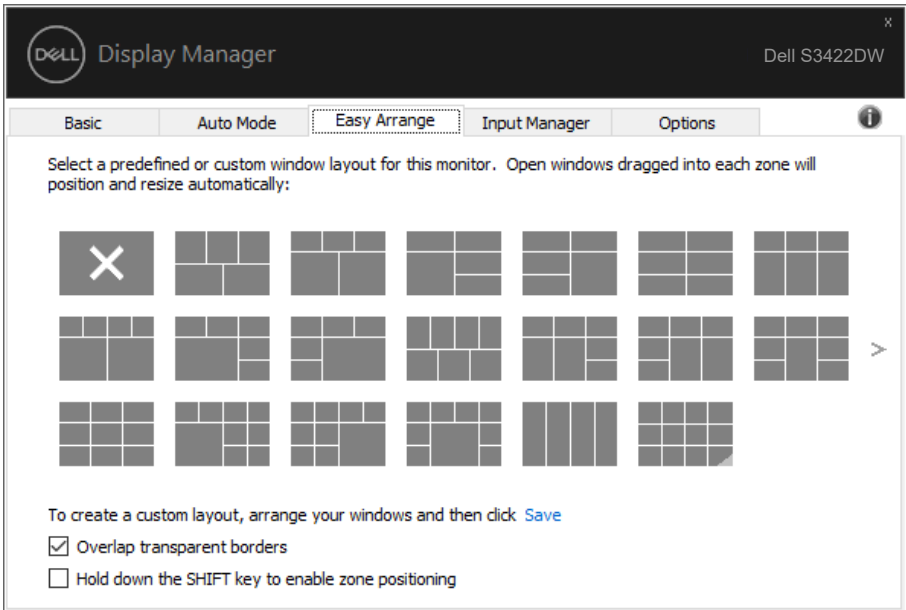 x
DELL Display Manager
Dell S3422DW
Basic Auto Mode Easy Arrange Input Manager Options
Select a predefined or custom window layout for this monitor. Open windows dragged into each zone will
position and resize automatically:
>
To create a custom layout, arrange your windows and then click Save
Overlap transparent borders
Hold down the SHIFT key to enable zone positioning